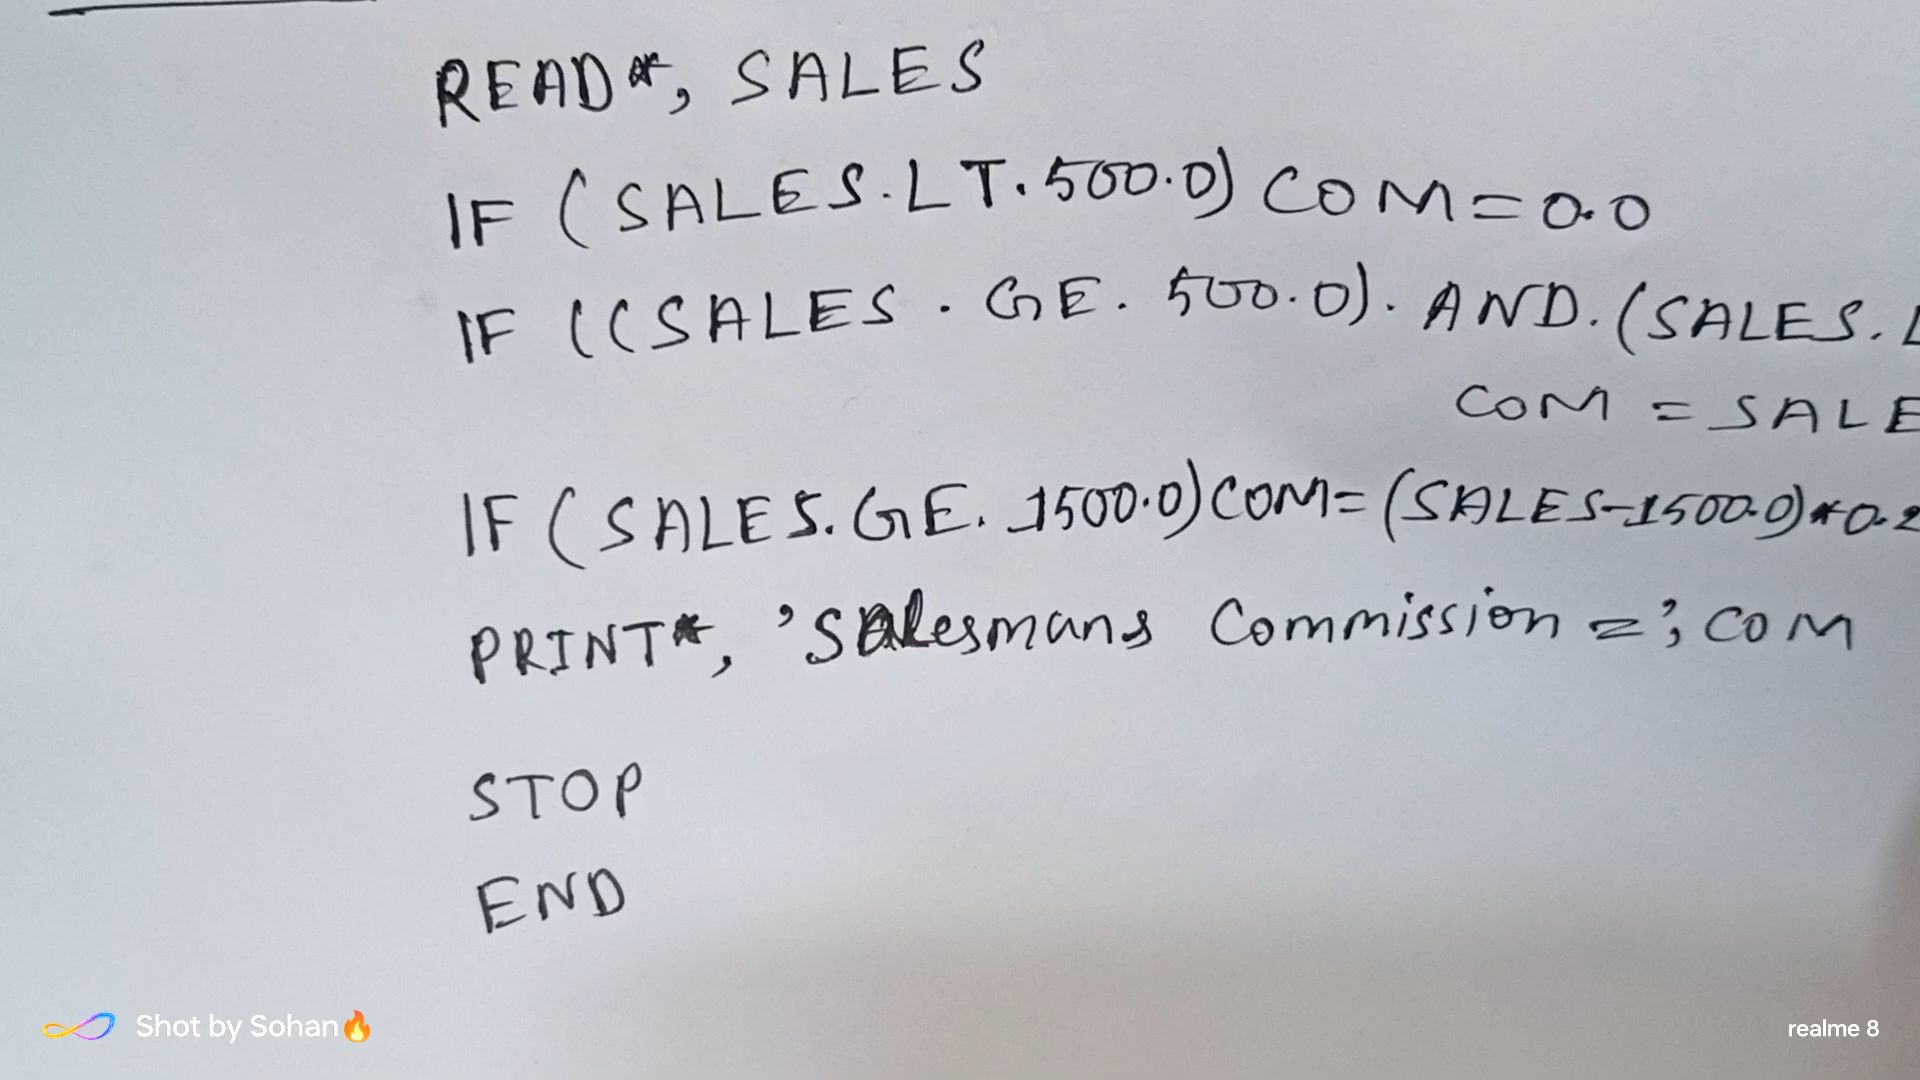 READ*, SALES
IF (SALES.LT.500.0) COM=0.0
IF ((SALES.GE.500.0).AND.(SALES.L
COM = SALE
IF (SALES.GE.1500.0) COM=(SALES-1500.0)*0.2
PRINT*, 'Salesmans Commission =', COM
STOP
END
Shot by Sohan🔥
realme 8